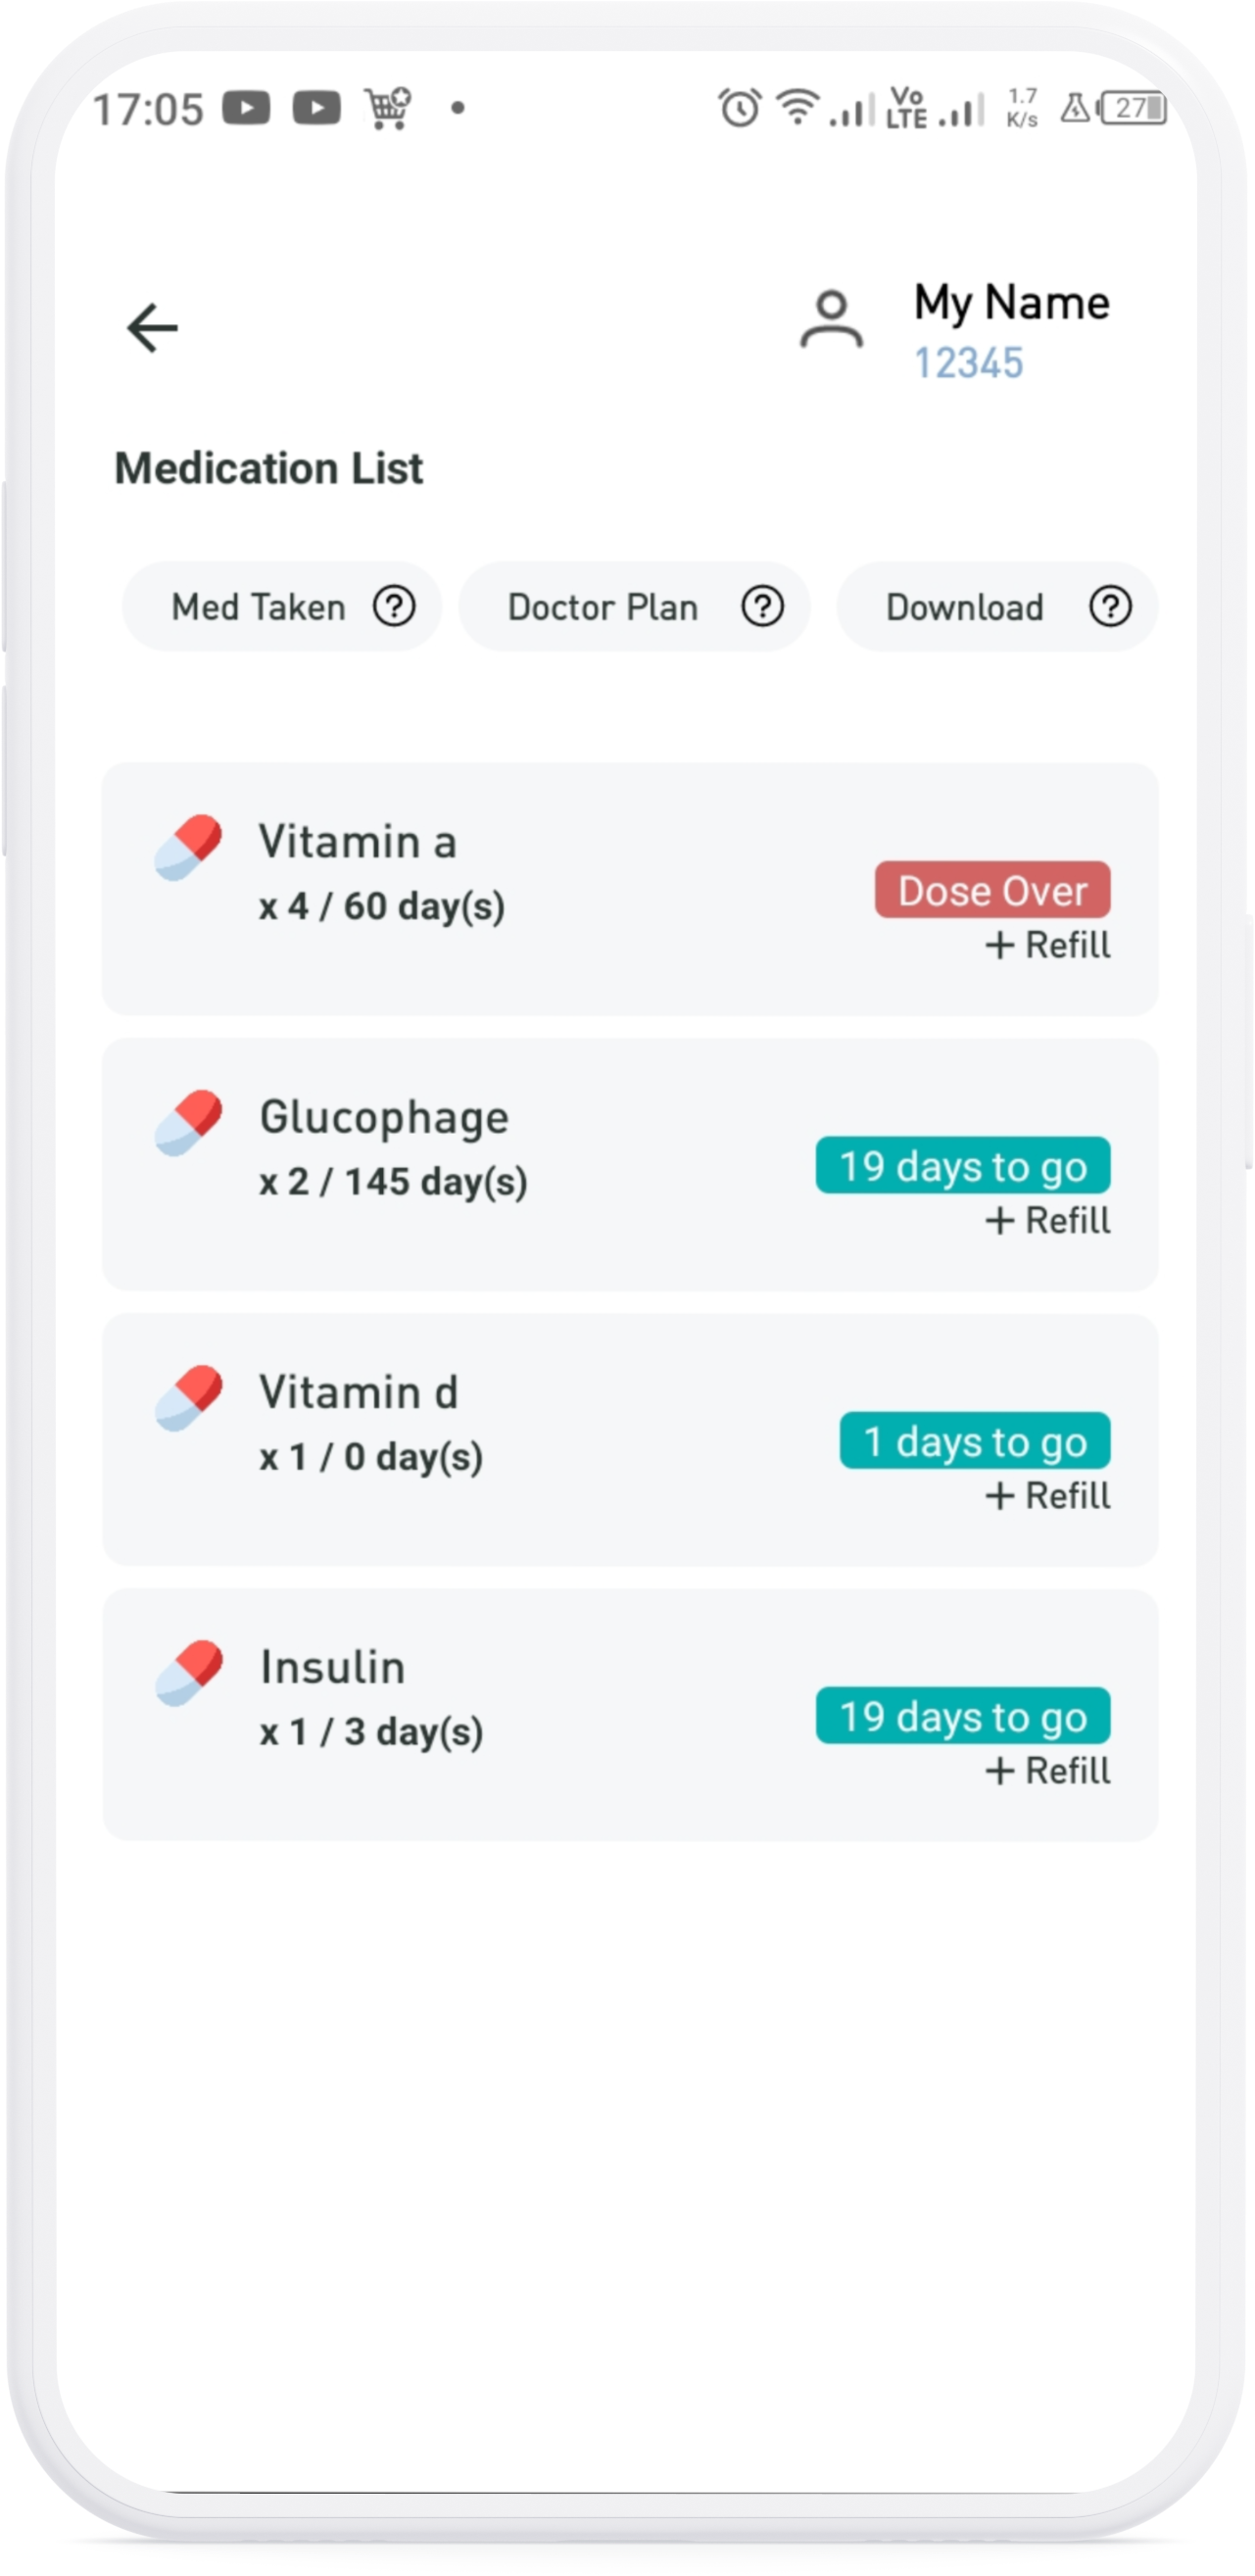 17:05
Vo
LTE
1.7
K/s
27
My Name
12345
Medication List
Med Taken ?
Doctor Plan ?
Download ?
Vitamin a
x 4 / 60 day(s)
Dose Over
+ Refill
Glucophage
x 2 / 145 day(s)
19 days to go
+ Refill
Vitamin d
x 1 / 0 day(s)
1 days to go
+ Refill
Insulin
x 1 / 3 day(s)
19 days to go
+ Refill